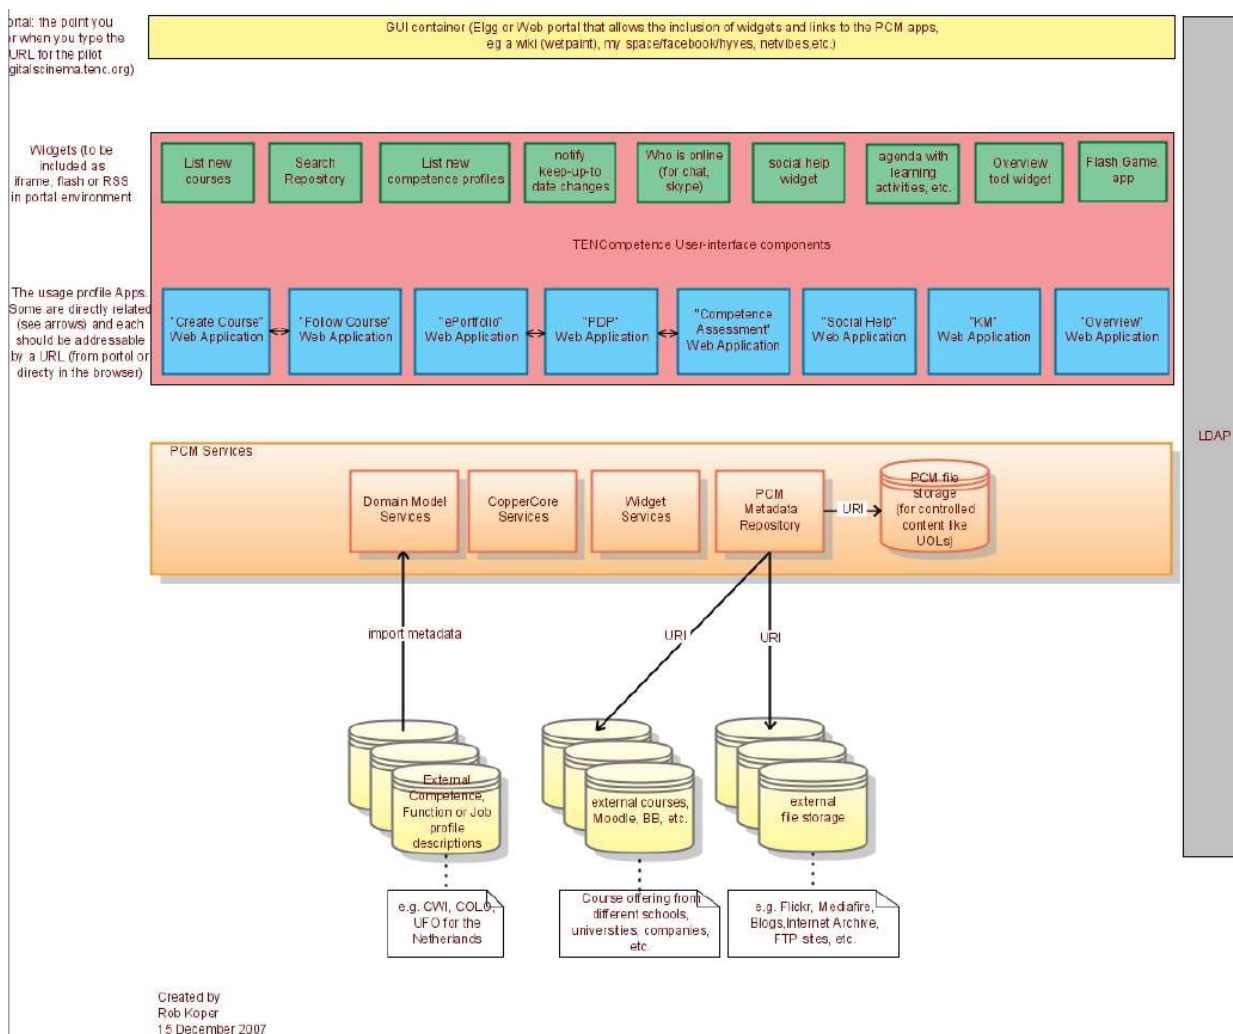 ortal: the point you
r when you type the
URL for the pilot
gitalscinema.tenc.org)
GUI container (Elgg or Web portal that allows the inclusion of widgets and links to the PCM apps,
eg a wiki (wetpaint), my space/facebook/hyves, netvibes,etc.)
Widgets (to be
included as
iframe, flash or RSS
in portal environment
List new
courses
Search
Repository
List new
competence profiles
notify
keep-up-to
date changes
Who is online
(for chat,
skype)
social help
widget
agenda with
learning
activities, etc.
Overview
tool widget
Flash Game,
app
TENCompetence User-interface components
The usage profile Apps.
Some are directly related
(see arrows) and each
should be addressable
by a URL (from portol or
directy in the browser)
"Create Course"
Web Application
"Follow Course"
Web Application
"ePortfolio"
Web Application
"PDP"
Web Application
"Competence
Assessment"
Web Application
"Social Help"
Web Application
"KM"
Web Application
"Overview"
Web Application
LDAP
PCM Services
Domain Model
Services
CopperCore
Services
Widget
Services
PCM
Metadata
Repository
URI
PCM file
storage
(for controlled
content like
UOLs)
import metadata
URI
URI
External
Competence,
Function or Job
profile
descriptions
external courses,
Moodle, BB, etc.
external
file storage
e.g. CWI, COLO,
UFO for the
Netherlands
Course offering from
different schools,
universities, companies,
etc.
e.g. Flickr, Mediafire,
Blogs,Internet Archive,
FTP sites, etc.
Created by
Rob Koper
15 December 2007